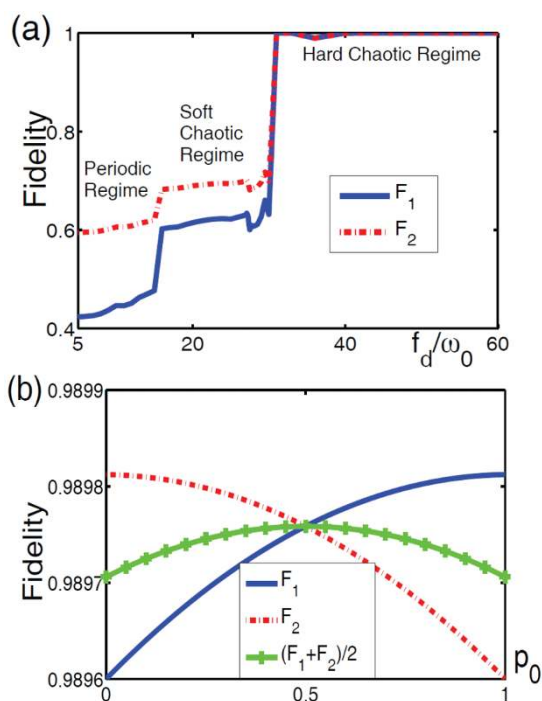 (a)
1
0.8
0.6
0.4
Fidelity
Periodic
Regime
Soft
Chaotic
Regime
Hard Chaotic Regime
F1
F2
5
20
40
60
fd/ω0
(b)
0.9899
0.9898
0.9897
0.9896
Fidelity
F1
F2
(F1+F2)/2
0
0.5
1
p0